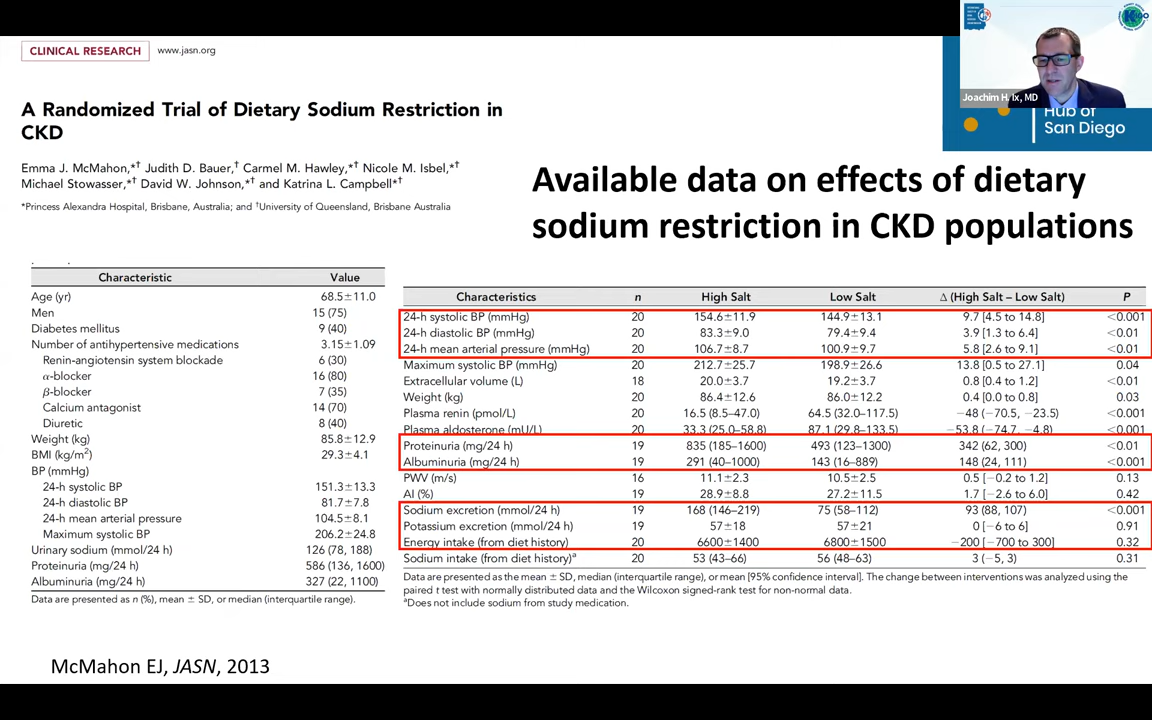 CLINICAL RESEARCH www.jasn.org
A Randomized Trial of Dietary Sodium Restriction in
CKD
Emma J. McMahon,*† Judith D. Bauer,† Carmel M. Hawley,*† Nicole M. Isbel,*†
Michael Stowasser,*† David W. Johnson,*† and Katrina L. Campbell*†
*Princess Alexandra Hospital, Brisbane, Australia; and †University of Queensland, Brisbane Australia
Joachim H. Ix, MD
Hub of
San Diego
Available data on effects of dietary
sodium restriction in CKD populations
Characteristic Value
Age (yr) 68.5±11.0
Men 15 (75)
Diabetes mellitus 9 (40)
Number of antihypertensive medications 3.15±1.09
Renin-angiotensin system blockade 6 (30)
α-blocker 16 (80)
β-blocker 7 (35)
Calcium antagonist 14 (70)
Diuretic 8 (40)
Weight (kg) 85.8±12.9
BMI (kg/m²) 29.3±4.1
BP (mmHg)
24-h systolic BP 151.3±13.3
24-h diastolic BP 81.7±7.8
24-h mean arterial pressure 104.5±8.1
Maximum systolic BP 206.2±24.8
Urinary sodium (mmol/24 h) 126 (78, 188)
Proteinuria (mg/24 h) 586 (136, 1600)
Albuminuria (mg/24 h) 327 (22, 1100)
Data are presented as n (%), mean ± SD, or median (interquartile range).
Characteristics n High Salt Low Salt Δ (High Salt – Low Salt) P
24-h systolic BP (mmHg) 20 154.6±11.9 144.9±13.1 9.7 [4.5 to 14.8] <0.001
24-h diastolic BP (mmHg) 20 83.3±9.0 79.4±9.4 3.9 [1.3 to 6.4] <0.01
24-h mean arterial pressure (mmHg) 20 106.7±8.7 100.9±9.7 5.8 [2.6 to 9.1] <0.01
Maximum systolic BP (mmHg) 20 212.7±25.7 198.9±26.6 13.8 [0.5 to 27.1] 0.04
Extracellular volume (L) 18 20.0±3.7 19.2±3.7 0.8 [0.4 to 1.2] <0.01
Weight (kg) 20 86.4±12.6 86.0±12.2 0.4 [0.0 to 0.8] 0.03
Plasma renin (pmol/L) 20 16.5 (8.5–47.0) 64.5 (32.0–117.5) −48 (−70.5, −23.5) <0.001
Plasma aldosterone (mU/L) 20 33.3 (25.0–58.8) 87.1 (29.8–133.5) −53.8 (−74.7, −4.8) <0.001
Proteinuria (mg/24 h) 19 835 (185–1600) 493 (123–1300) 342 (62, 300) <0.01
Albuminuria (mg/24 h) 19 291 (40–1000) 143 (16–889) 148 (24, 111) <0.001
PWV (m/s) 16 11.1±2.3 10.5±2.5 0.5 [−0.2 to 1.2] 0.13
AI (%) 19 28.9±8.8 27.2±11.5 1.7 [−2.6 to 6.0] 0.42
Sodium excretion (mmol/24 h) 19 168 (146–219) 75 (58–112) 93 (88, 107) <0.001
Potassium excretion (mmol/24 h) 19 57±18 57±21 0 [−6 to 6] 0.91
Energy intake (from diet history) 20 6600±1400 6800±1500 −200 [−700 to 300] 0.32
Sodium intake (from diet history)ᵃ 20 53 (43–66) 56 (48–63) 3 (−5, 3) 0.31
Data are presented as the mean ± SD, median (interquartile range), or mean [95% confidence interval]. The change between interventions was analyzed using the
paired t test with normally distributed data and the Wilcoxon signed-rank test for non-normal data.
ᵃDoes not include sodium from study medication.
McMahon EJ, JASN, 2013